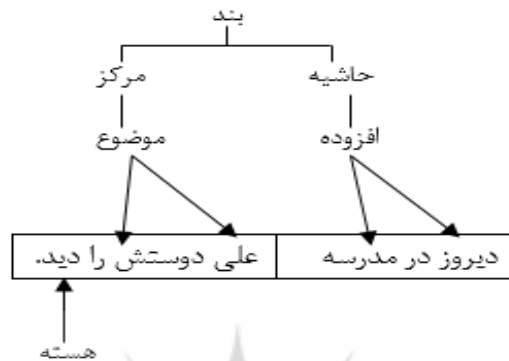 بند
حاشیه مرکز
افزوده موضوع
دیروز در مدرسه علی دوستش را دید.
هسته